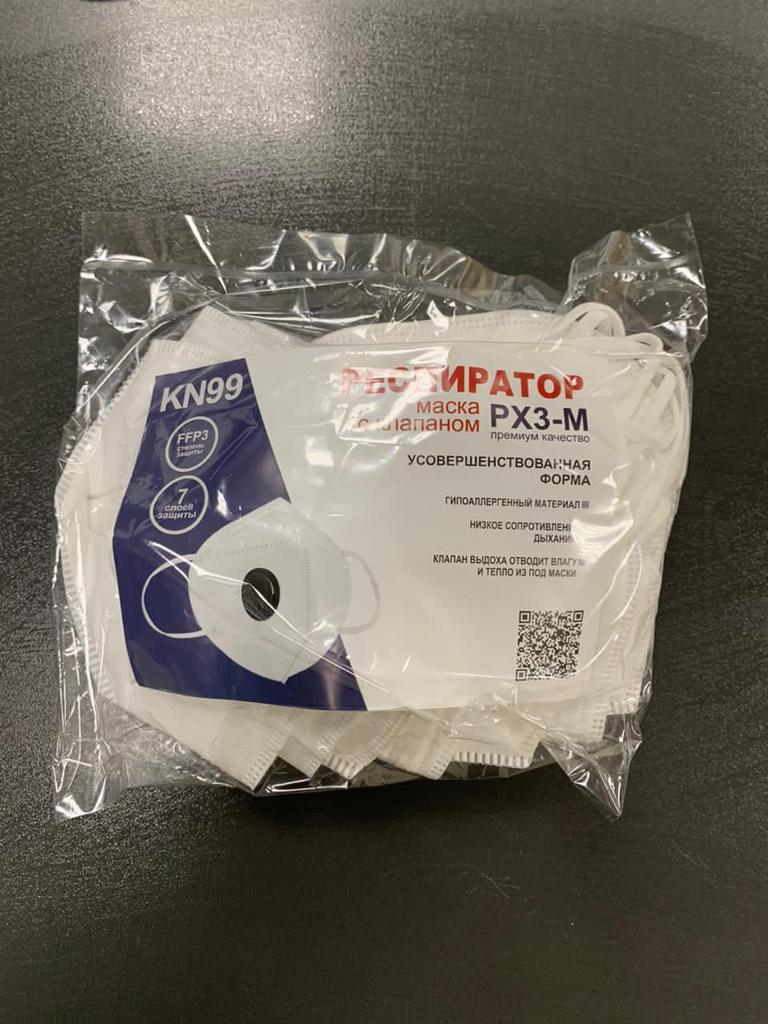 KN99
FFP3
степень
защиты
7
слоев
защиты
РЕСПИРАТОР
маска
с клапаном
РХ3-М
премиум качество
УСОВЕРШЕНСТВОВАННАЯ
ФОРМА
ГИПОАЛЛЕРГЕННЫЙ МАТЕРИАЛ
НИЗКОЕ СОПРОТИВЛЕНИЕ
ДЫХАНИЮ
КЛАПАН ВЫДОХА ОТВОДИТ ВЛАГУ
И ТЕПЛО ИЗ ПОД МАСКИ